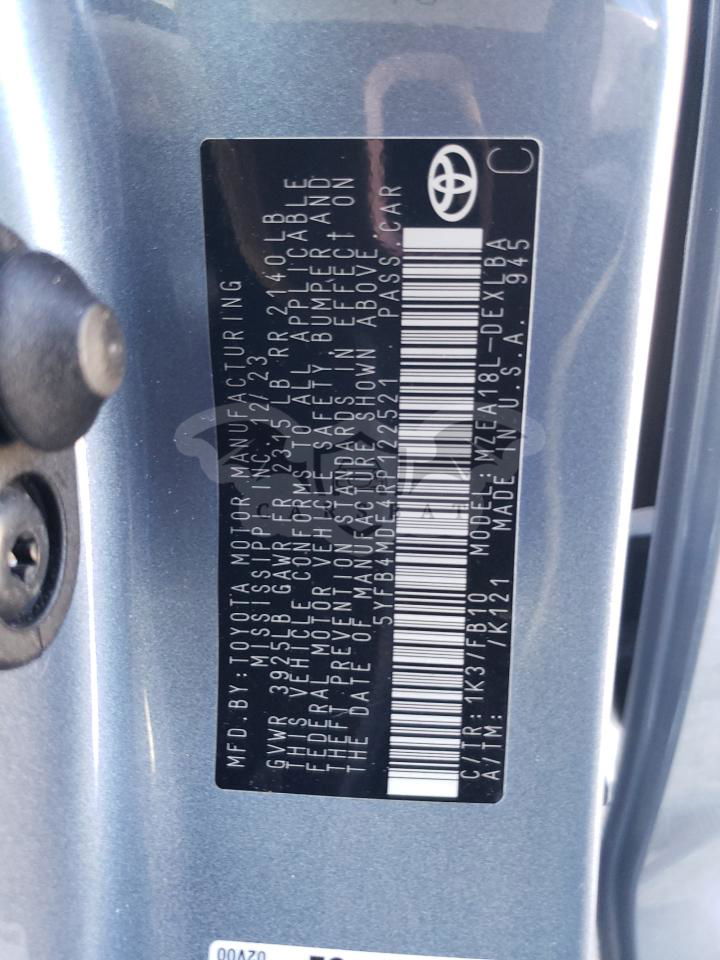 MFD.BY:TOYOTA MOTOR MANUFACTURING
MISSISSIPPI INC. 12/23
GVWR 3925LB GAWR FR 2315LB RR 2140LB
THIS VEHICLE CONFORMS TO ALL APPLICABLE
FEDERAL MOTOR VEHICLE SAFETY, BUMPER AND
THEFT PREVENTION STANDARDS IN EFFECT ON
THE DATE OF MANUFACTURE SHOWN ABOVE.
5YFB4MDE4RP122521 PASS.CAR
C/TR: 1K3/FB10 MODEL: MZEA18L-DEXLBA
A/TM: /K121 MADE IN U.S.A. 945
C
02V00